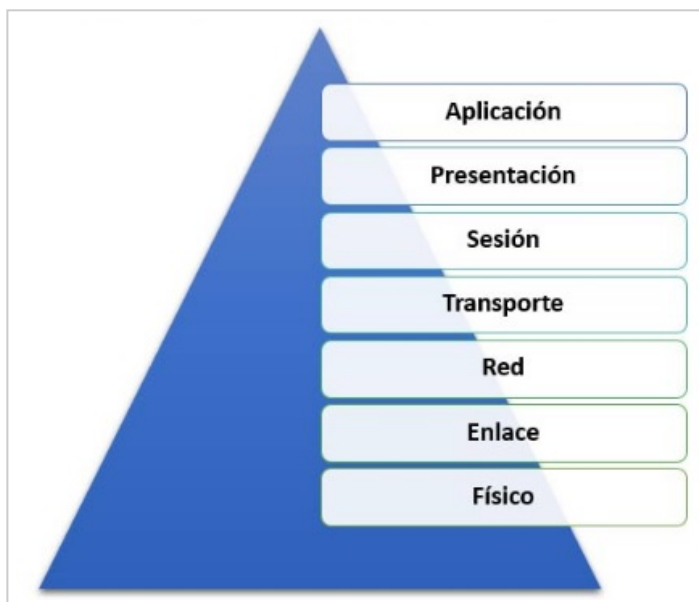 Aplicación
Presentación
Sesión
Transporte
Red
Enlace
Físico